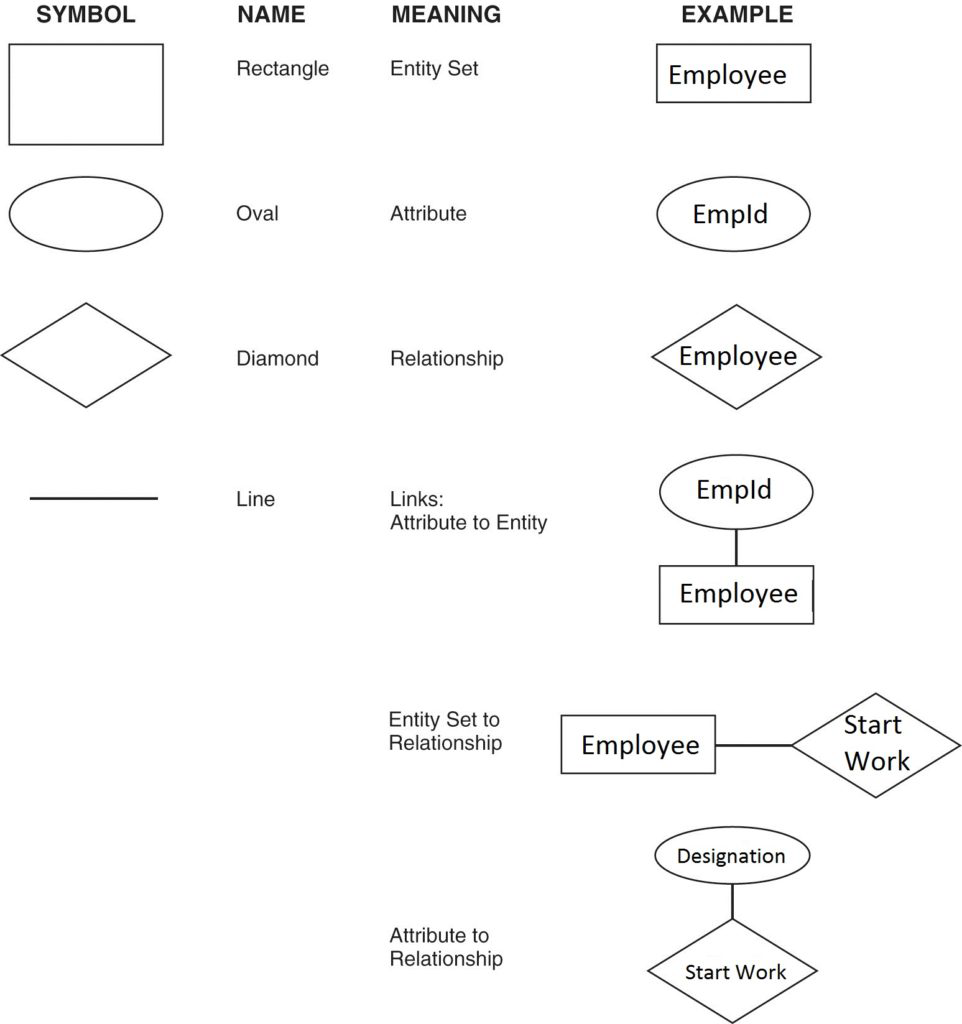 SYMBOL NAME MEANING EXAMPLE
Rectangle Entity Set Employee
Oval Attribute EmpId
Diamond Relationship Employee
Line Links: EmpId
Attribute to Entity
Employee
Entity Set to Start
Relationship Employee Work
Designation
Attribute to
Relationship Start Work